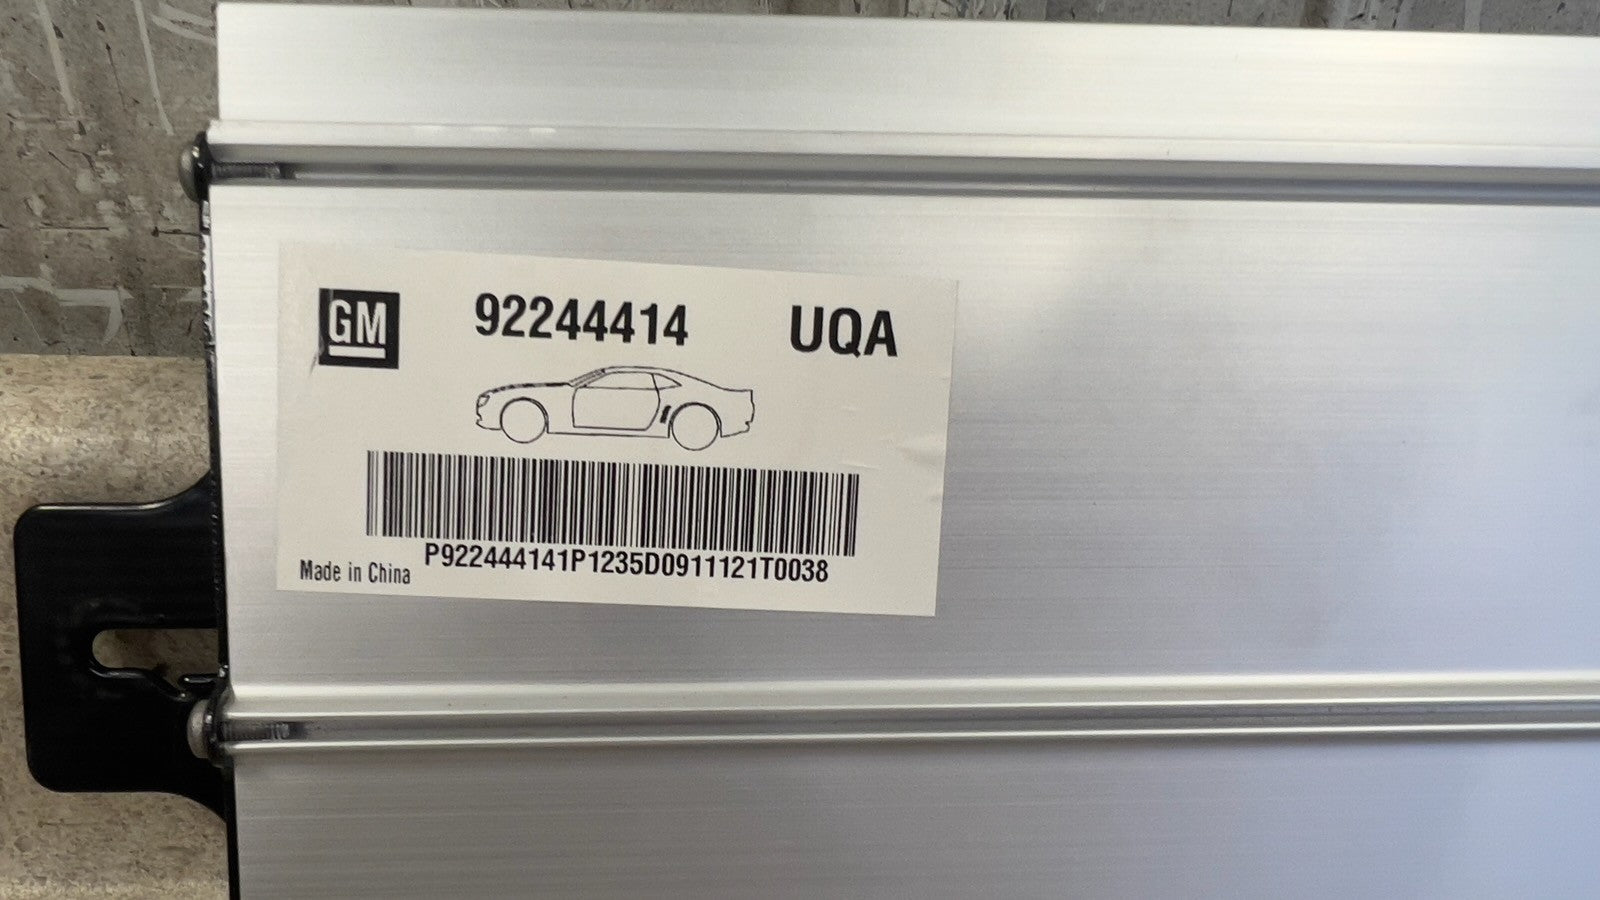 GM 92244414 UQA
P922444141P1235D0911121T0038
Made in China